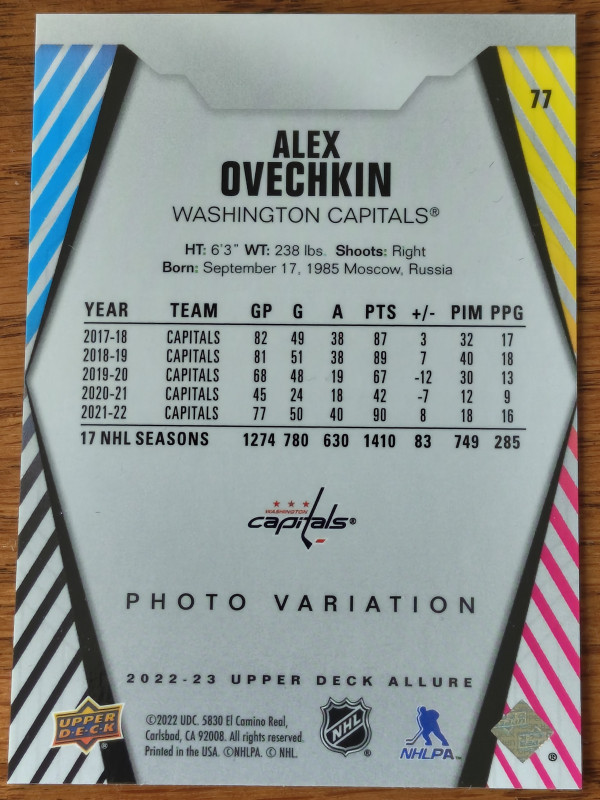 77
ALEX
OVECHKIN
WASHINGTON CAPITALS®
HT: 6'3" WT: 238 lbs. Shoots: Right
Born: September 17, 1985 Moscow, Russia
YEAR TEAM GP G A PTS +/- PIM PPG
2017-18 CAPITALS 82 49 38 87 3 32 17
2018-19 CAPITALS 81 51 38 89 7 40 18
2019-20 CAPITALS 68 48 19 67 -12 30 13
2020-21 CAPITALS 45 24 18 42 -7 12 9
2021-22 CAPITALS 77 50 40 90 8 18 16
17 NHL SEASONS 1274 780 630 1410 83 749 285
WASHINGTON
capitals®
PHOTO VARIATION
2022-23 UPPER DECK ALLURE
UPPER
D·E·C·K
©2022 UDC. 5830 El Camino Real,
Carlsbad, CA 92008. All rights reserved.
Printed in the USA. ©NHLPA. © NHL.
NHL
®
NHLPA™
®